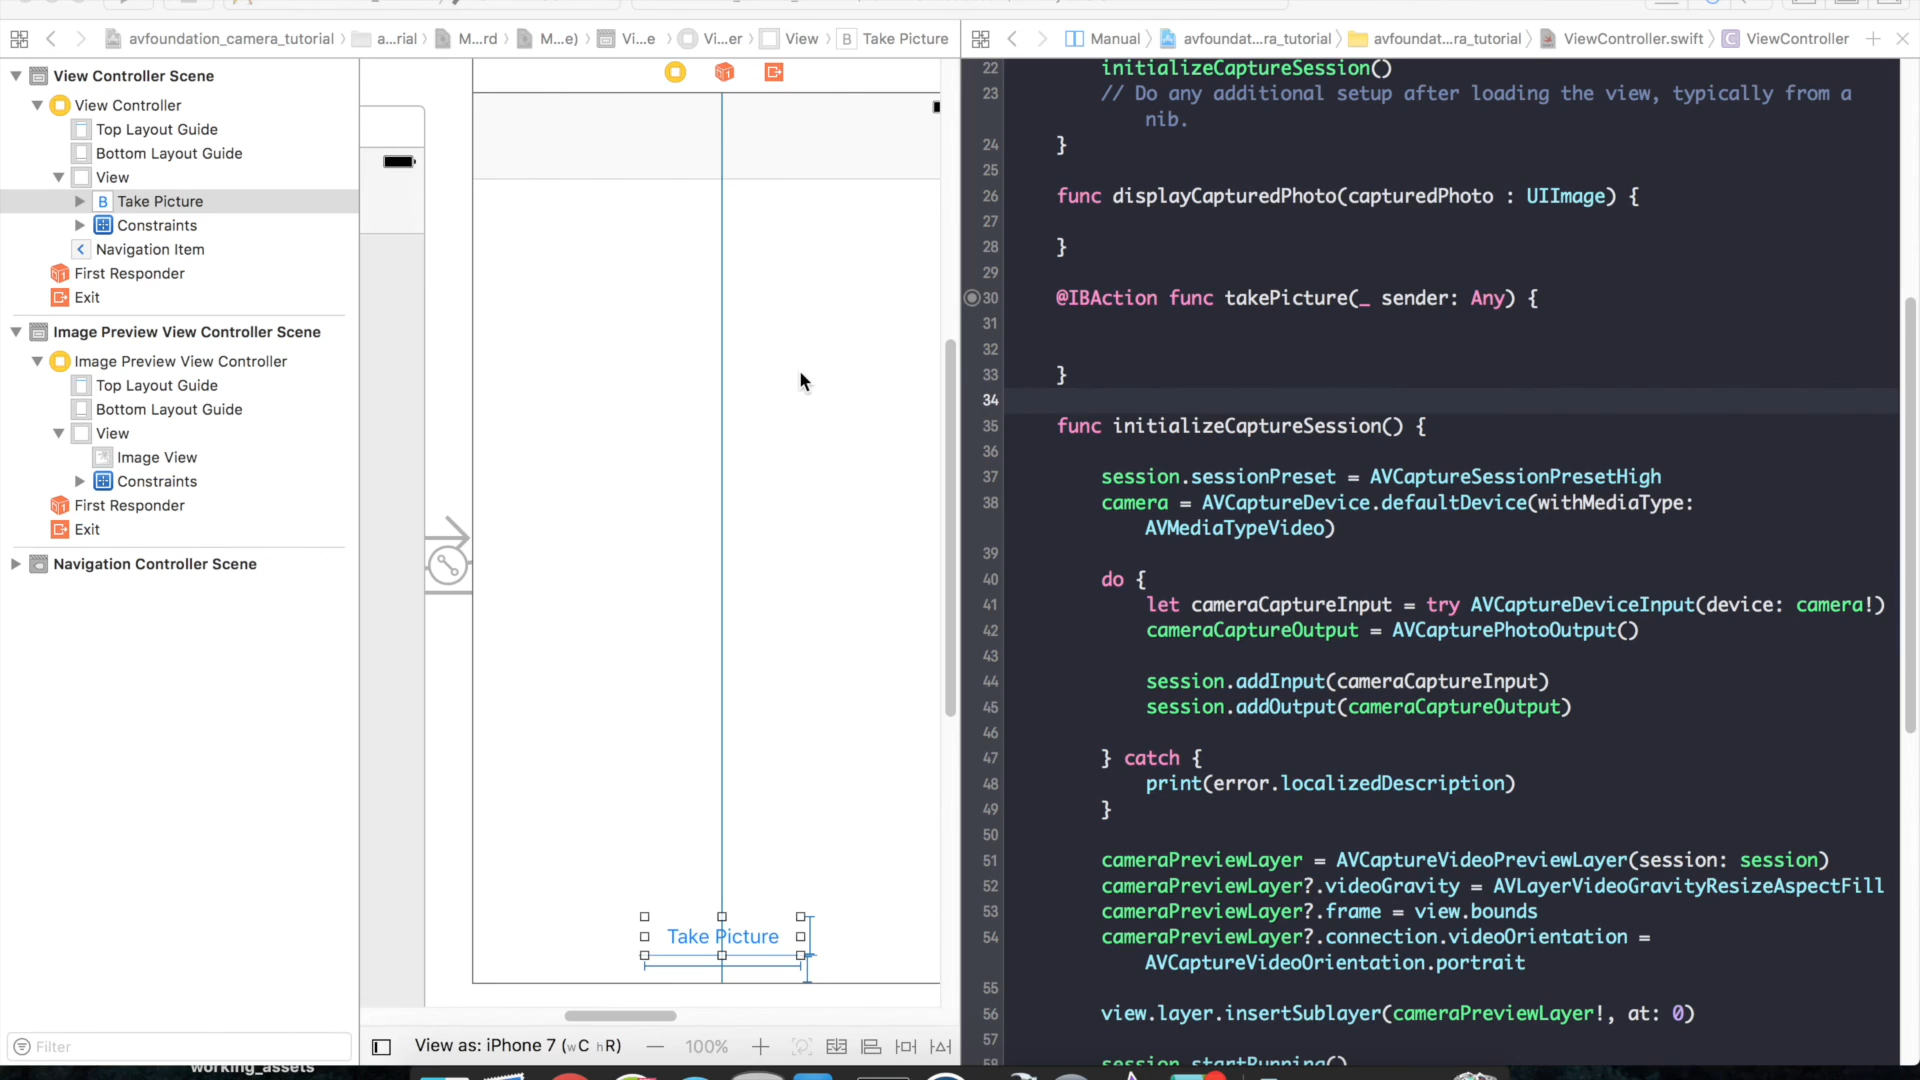 avfoundation_camera_tutorial
a...rial
M...rd
M...e)
Vi...e
Vi...er
View
B Take Picture
Manual
avfoundat...ra_tutorial
avfoundat...ra_tutorial
ViewController.swift
C ViewController
View Controller Scene
View Controller
Top Layout Guide
Bottom Layout Guide
View
B Take Picture
Constraints
Navigation Item
First Responder
Exit
Image Preview View Controller Scene
Image Preview View Controller
Top Layout Guide
Bottom Layout Guide
View
Image View
Constraints
First Responder
Exit
Navigation Controller Scene
Filter
Take Picture
View as: iPhone 7 (wC hR)
100%
22 initializeCaptureSession()
23 // Do any additional setup after loading the view, typically from a
nib.
24 }
25
26 func displayCapturedPhoto(capturedPhoto : UIImage) {
27
28 }
29
30 @IBAction func takePicture(_ sender: Any) {
31
32
33 }
34
35 func initializeCaptureSession() {
36
37 session.sessionPreset = AVCaptureSessionPresetHigh
38 camera = AVCaptureDevice.defaultDevice(withMediaType:
AVMediaTypeVideo)
39
40 do {
41 let cameraCaptureInput = try AVCaptureDeviceInput(device: camera!)
42 cameraCaptureOutput = AVCapturePhotoOutput()
43
44 session.addInput(cameraCaptureInput)
45 session.addOutput(cameraCaptureOutput)
46
47 } catch {
48 print(error.localizedDescription)
49 }
50
51 cameraPreviewLayer = AVCaptureVideoPreviewLayer(session: session)
52 cameraPreviewLayer?.videoGravity = AVLayerVideoGravityResizeAspectFill
53 cameraPreviewLayer?.frame = view.bounds
54 cameraPreviewLayer?.connection.videoOrientation =
AVCaptureVideoOrientation.portrait
55
56 view.layer.insertSublayer(cameraPreviewLayer!, at: 0)
57
58 session.startRunning()
working_assets